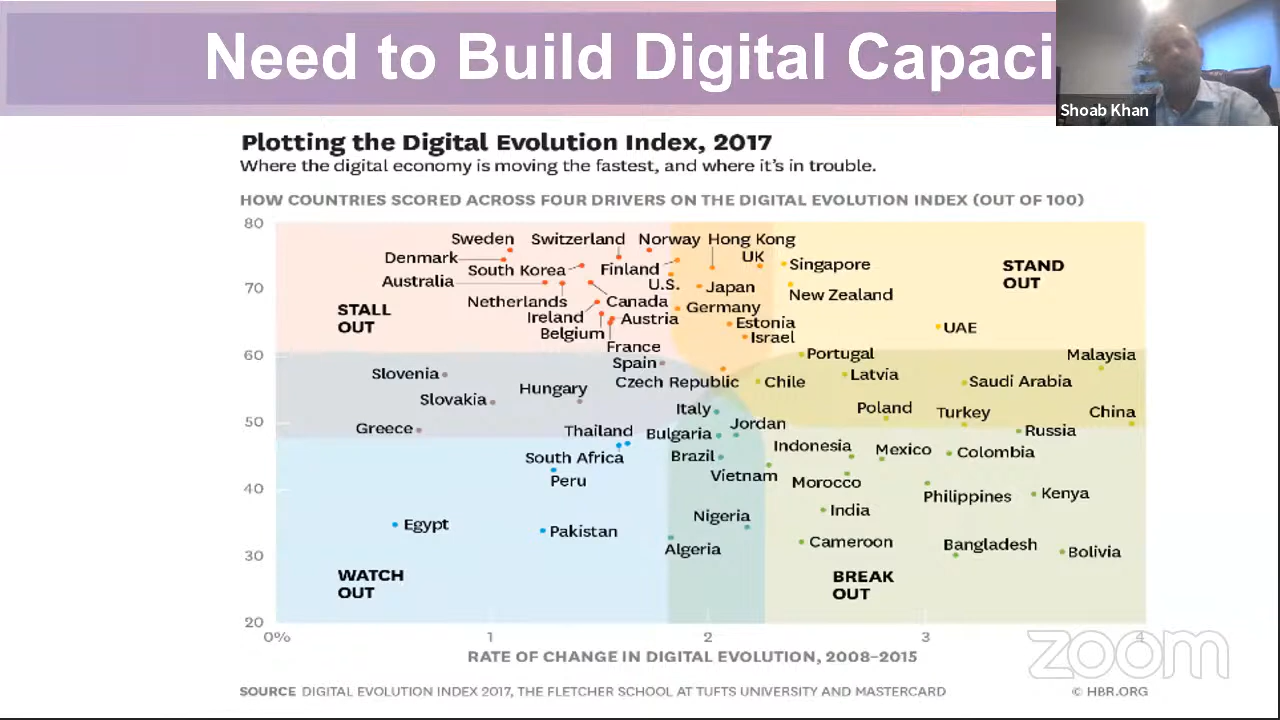 Need to Build Digital Capaci
Shoab Khan
Plotting the Digital Evolution Index, 2017
Where the digital economy is moving the fastest, and where it's in trouble.
HOW COUNTRIES SCORED ACROSS FOUR DRIVERS ON THE DIGITAL EVOLUTION INDEX (OUT OF 100)
80
Sweden Switzerland Norway Hong Kong
Denmark UK
South Korea Finland Singapore STAND
OUT
Australia U.S. Japan
70
New Zealand
Netherlands Canada Germany
STALL
OUT
Ireland Austria Estonia
Belgium Israel UAE
France
60
Spain Portugal Malaysia
Slovenia Czech Republic Chile Latvia Saudi Arabia
Hungary
Slovakia Italy Poland Turkey China
50
Greece Thailand Bulgaria Jordan Russia
South Africa Brazil Indonesia Mexico Colombia
Peru Vietnam Morocco
40
Philippines Kenya
Nigeria India
Egypt Pakistan
Algeria Cameroon Bangladesh Bolivia
30
WATCH
OUT
BREAK
OUT
20
0% 1 2 3 4
zoom
RATE OF CHANGE IN DIGITAL EVOLUTION, 2008–2015
SOURCE DIGITAL EVOLUTION INDEX 2017, THE FLETCHER SCHOOL AT TUFTS UNIVERSITY AND MASTERCARD © HBR.ORG